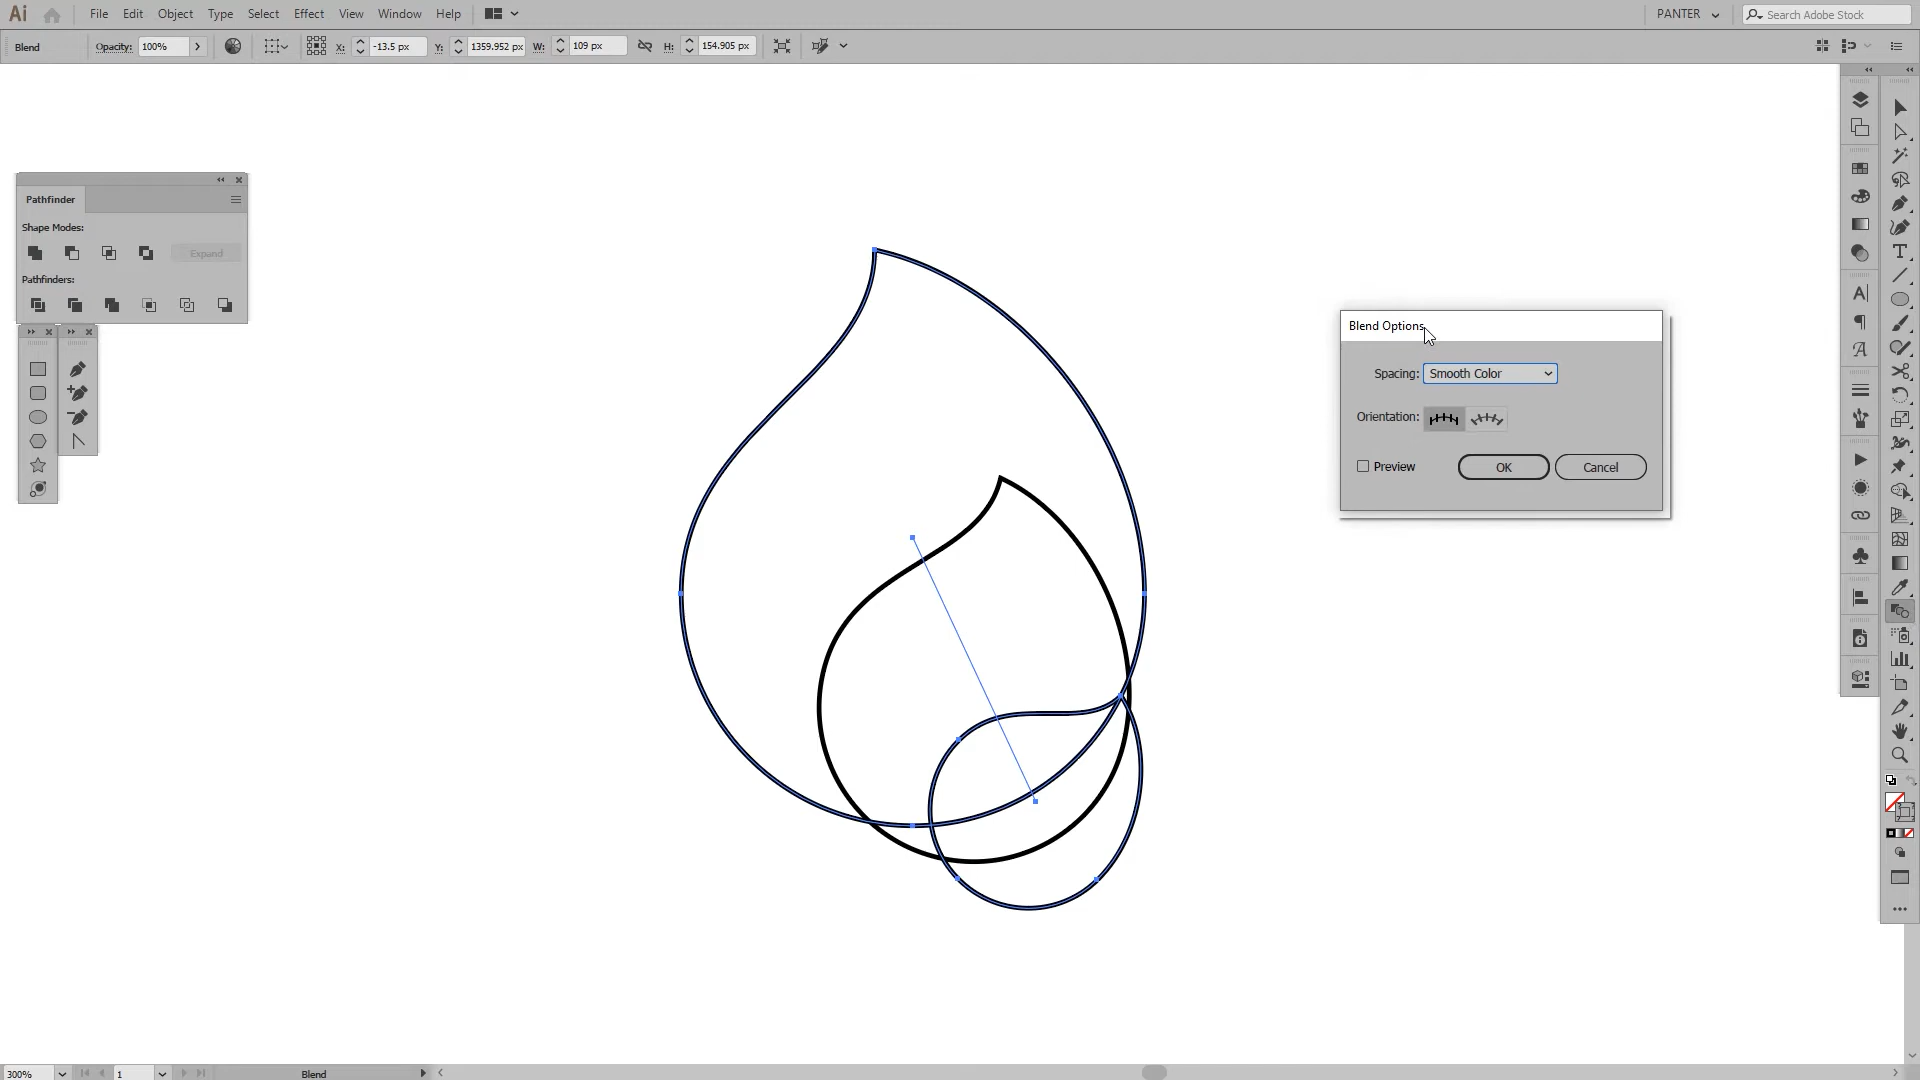 Ai File Edit Object Type Select Effect View Window Help PANTER Search Adobe Stock
Blend Opacity: 100% X: -13.5 px Y: 1359.952 px W: 109 px H: 154.905 px
Pathfinder
Shape Modes:
Expand
Pathfinders:
Blend Options
Spacing: Smooth Color
Orientation:
Preview OK Cancel
300% 1 Blend